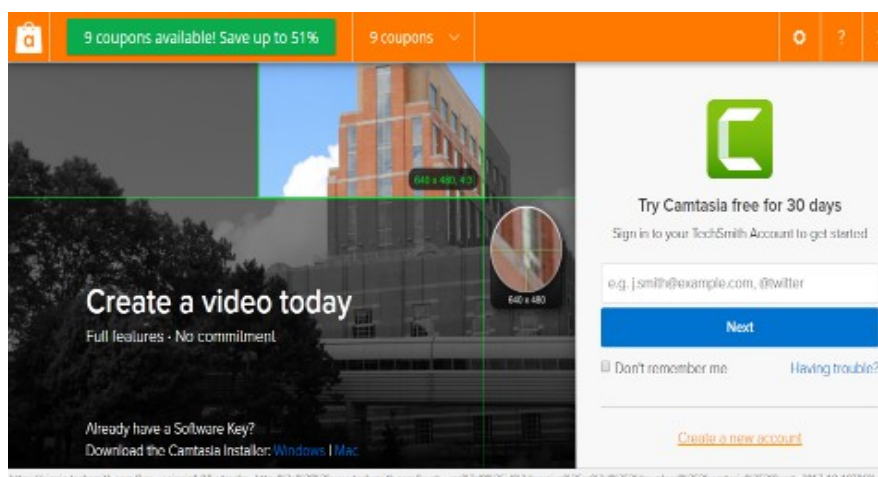 9 coupons available! Save up to 51%
9 coupons
?
640 x 480, 4:3
640 x 480
Create a video today
Full features · No commitment
Already have a Software Key?
Download the Camtasia Installer: Windows | Mac
Try Camtasia free for 30 days
Sign in to your TechSmith Account to get started
e.g. j.smith@example.com, @twitter
Next
Don't remember me
Having trouble?
Create a new account